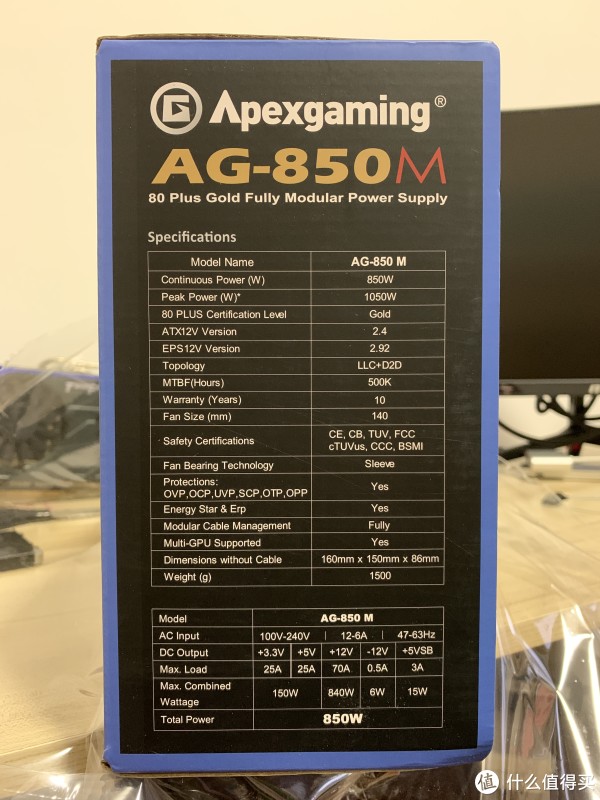 Apexgaming®
AG-850M
80 Plus Gold Fully Modular Power Supply
Specifications
Model Name AG-850 M
Continuous Power (W) 850W
Peak Power (W)* 1050W
80 PLUS Certification Level Gold
ATX12V Version 2.4
EPS12V Version 2.92
Topology LLC+D2D
MTBF(Hours) 500K
Warranty (Years) 10
Fan Size (mm) 140
Safety Certifications CE, CB, TUV, FCC
cTUVus, CCC, BSMI
Fan Bearing Technology Sleeve
Protections:
OVP,OCP,UVP,SCP,OTP,OPP Yes
Energy Star & Erp Yes
Modular Cable Management Fully
Multi-GPU Supported Yes
Dimensions without Cable 160mm x 150mm x 86mm
Weight (g) 1500
Model AG-850 M
AC Input 100V-240V 12-6A 47-63Hz
DC Output +3.3V +5V +12V -12V +5VSB
Max. Load 25A 25A 70A 0.5A 3A
Max. Combined
Wattage 150W 840W 6W 15W
Total Power 850W
值 什么值得买